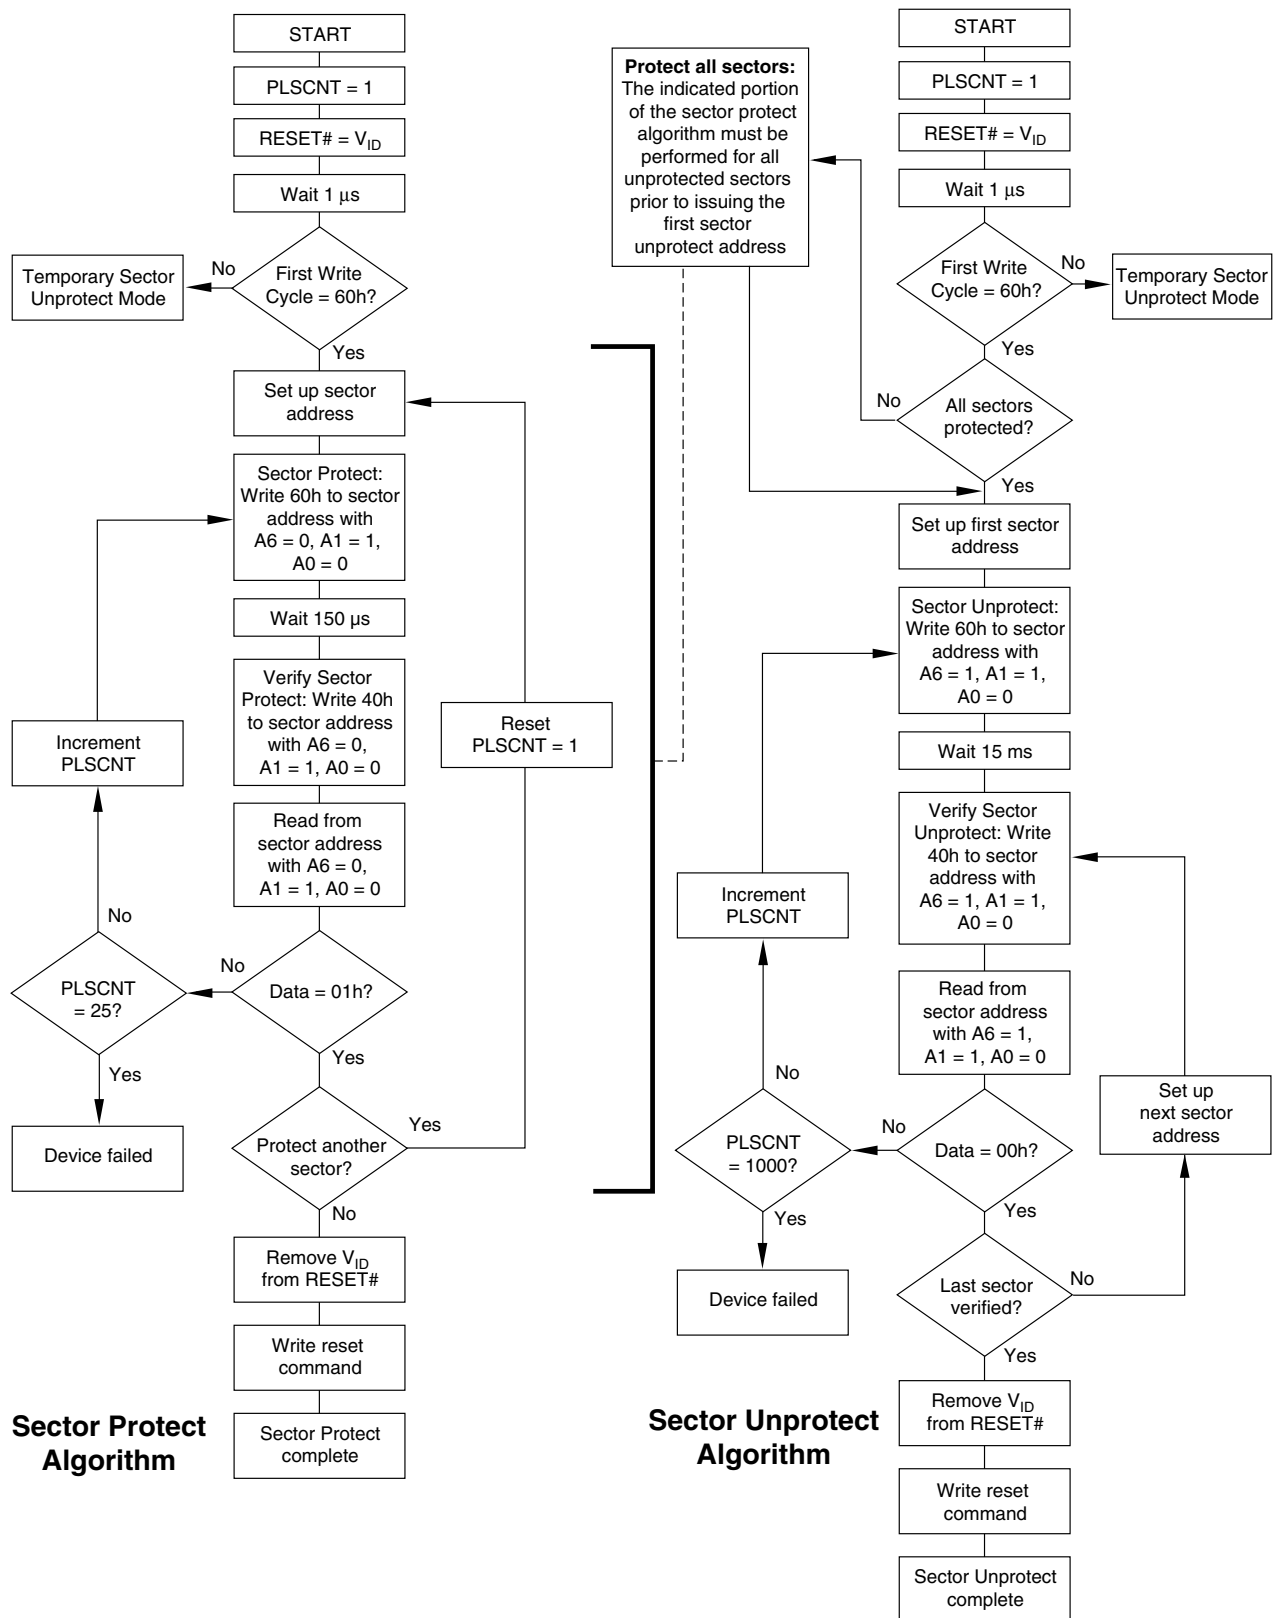 START
PLSCNT = 1
RESET# = VID
Wait 1 μs
First Write
Cycle = 60h?
No
Temporary Sector
Unprotect Mode
Yes
Set up sector
address
Sector Protect:
Write 60h to sector
address with
A6 = 0, A1 = 1,
A0 = 0
Wait 150 µs
Verify Sector
Protect: Write 40h
to sector address
with A6 = 0,
A1 = 1, A0 = 0
Read from
sector address
with A6 = 0,
A1 = 1, A0 = 0
Data = 01h?
No
PLSCNT
= 25?
No
Increment
PLSCNT
Yes
Device failed
Yes
Protect another
sector?
Yes
Reset
PLSCNT = 1
No
Remove VID
from RESET#
Write reset
command
Sector Protect
complete
Sector Protect
Algorithm
Protect all sectors:
The indicated portion
of the sector protect
algorithm must be
performed for all
unprotected sectors
prior to issuing the
first sector
unprotect address
START
PLSCNT = 1
RESET# = VID
Wait 1 μs
First Write
Cycle = 60h?
No
Temporary Sector
Unprotect Mode
Yes
All sectors
protected?
No
Yes
Set up first sector
address
Sector Unprotect:
Write 60h to sector
address with
A6 = 1, A1 = 1,
A0 = 0
Wait 15 ms
Verify Sector
Unprotect: Write
40h to sector
address with
A6 = 1, A1 = 1,
A0 = 0
Read from
sector address
with A6 = 1,
A1 = 1, A0 = 0
Data = 00h?
No
PLSCNT
= 1000?
No
Increment
PLSCNT
Yes
Device failed
Yes
Last sector
verified?
No
Set up
next sector
address
Yes
Remove VID
from RESET#
Write reset
command
Sector Unprotect
complete
Sector Unprotect
Algorithm